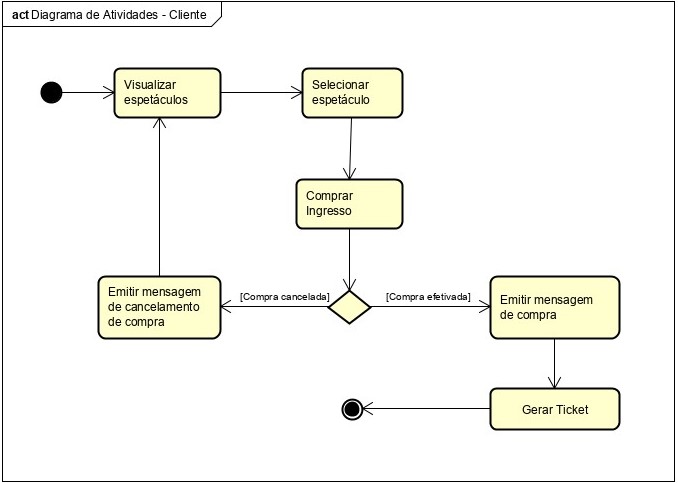 act Diagrama de Atividades - Cliente
Visualizar
espetáculos
Selecionar
espetáculo
Comprar
Ingresso
[Compra cancelada]
[Compra efetivada]
Emitir mensagem
de cancelamento
de compra
Emitir mensagem
de compra
Gerar Ticket